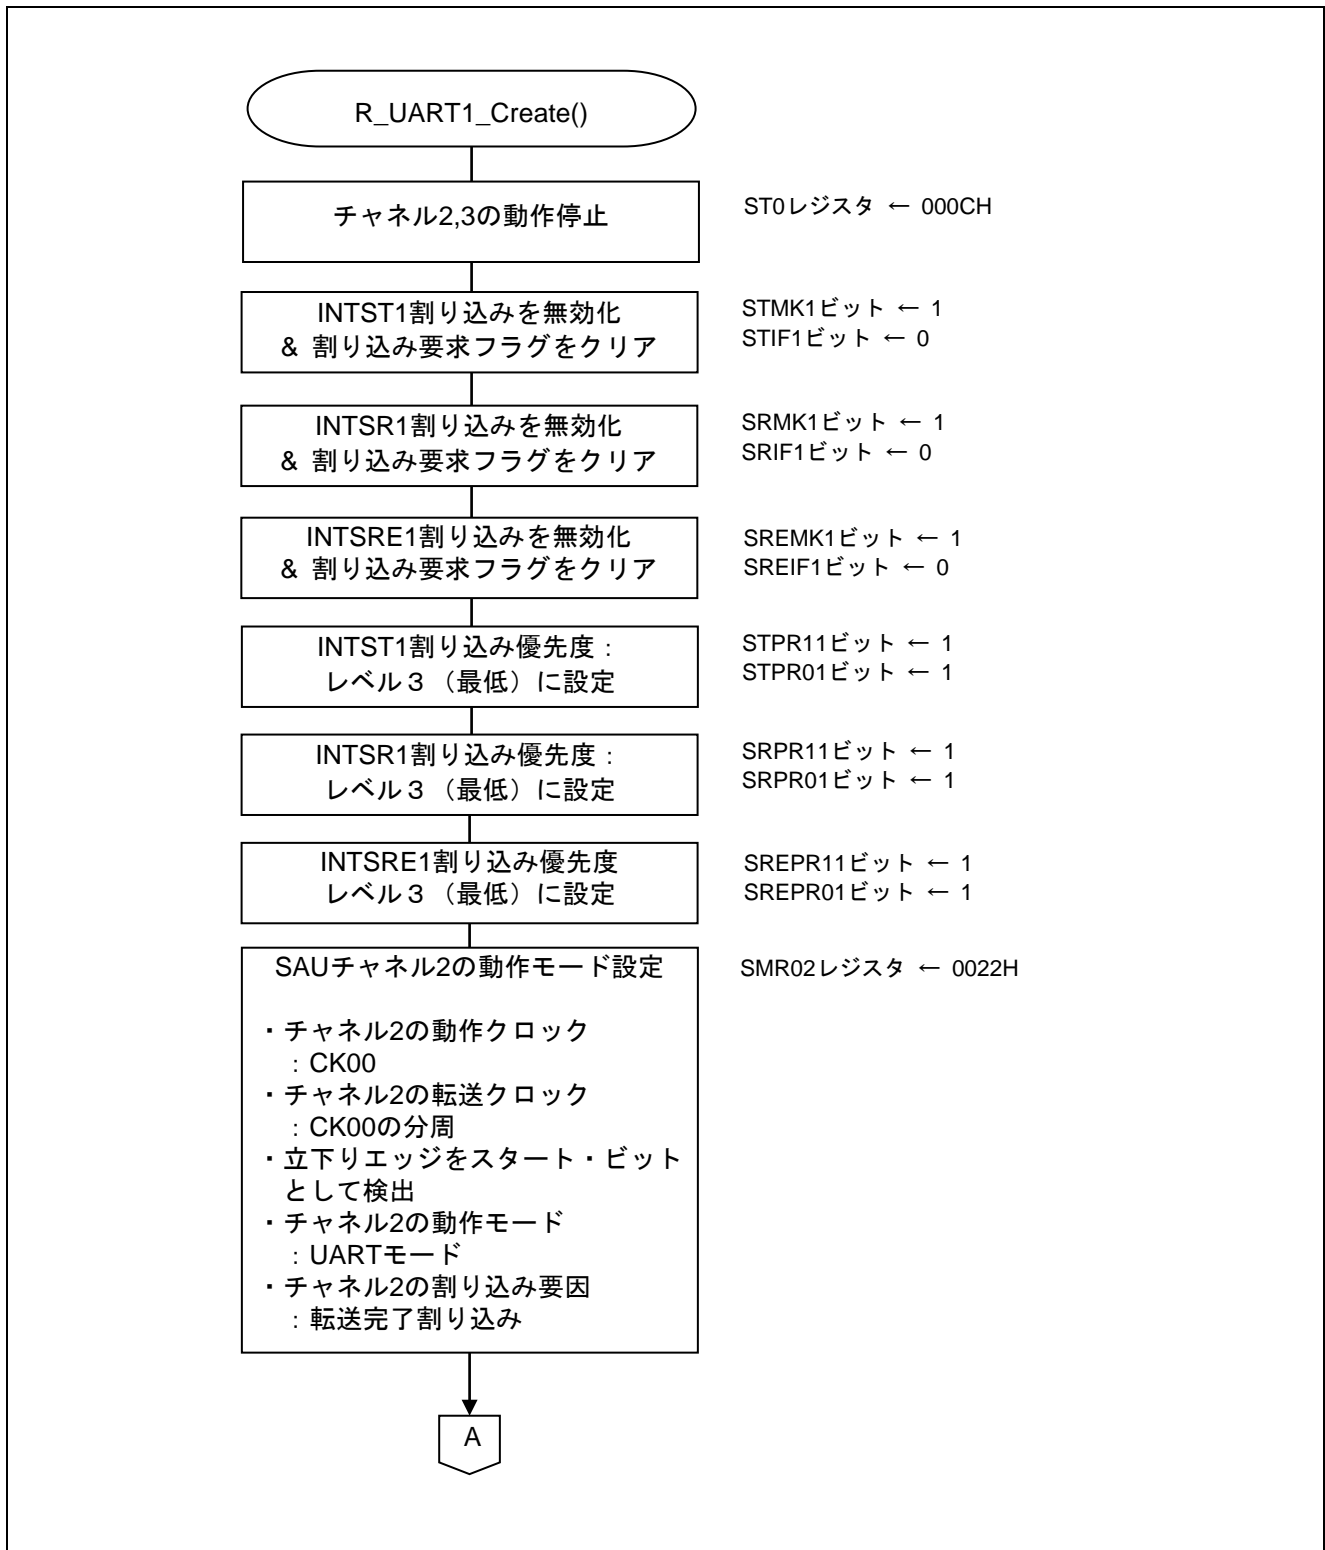 R_UART1_Create()
チャネル2,3の動作停止
ST0レジスタ ← 000CH
INTST1割り込みを無効化
& 割り込み要求フラグをクリア
STMK1ビット ← 1
STIF1ビット ← 0
INTSR1割り込みを無効化
& 割り込み要求フラグをクリア
SRMK1ビット ← 1
SRIF1ビット ← 0
INTSRE1割り込みを無効化
& 割り込み要求フラグをクリア
SREMK1ビット ← 1
SREIF1ビット ← 0
INTST1割り込み優先度：
レベル３（最低）に設定
STPR11ビット ← 1
STPR01ビット ← 1
INTSR1割り込み優先度：
レベル３（最低）に設定
SRPR11ビット ← 1
SRPR01ビット ← 1
INTSRE1割り込み優先度
レベル３（最低）に設定
SREPR11ビット ← 1
SREPR01ビット ← 1
SAUチャネル2の動作モード設定
SMR02レジスタ ← 0022H
・チャネル2の動作クロック
：CK00
・チャネル2の転送クロック
：CK00の分周
・立下りエッジをスタート・ビット
として検出
・チャネル2の動作モード
：UARTモード
・チャネル2の割り込み要因
：転送完了割り込み
A